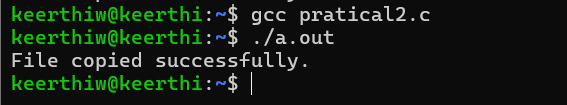 keerthiw@keerthi:~$ gcc pratical2.c
keerthiw@keerthi:~$ ./a.out
File copied successfully.
keerthiw@keerthi:~$